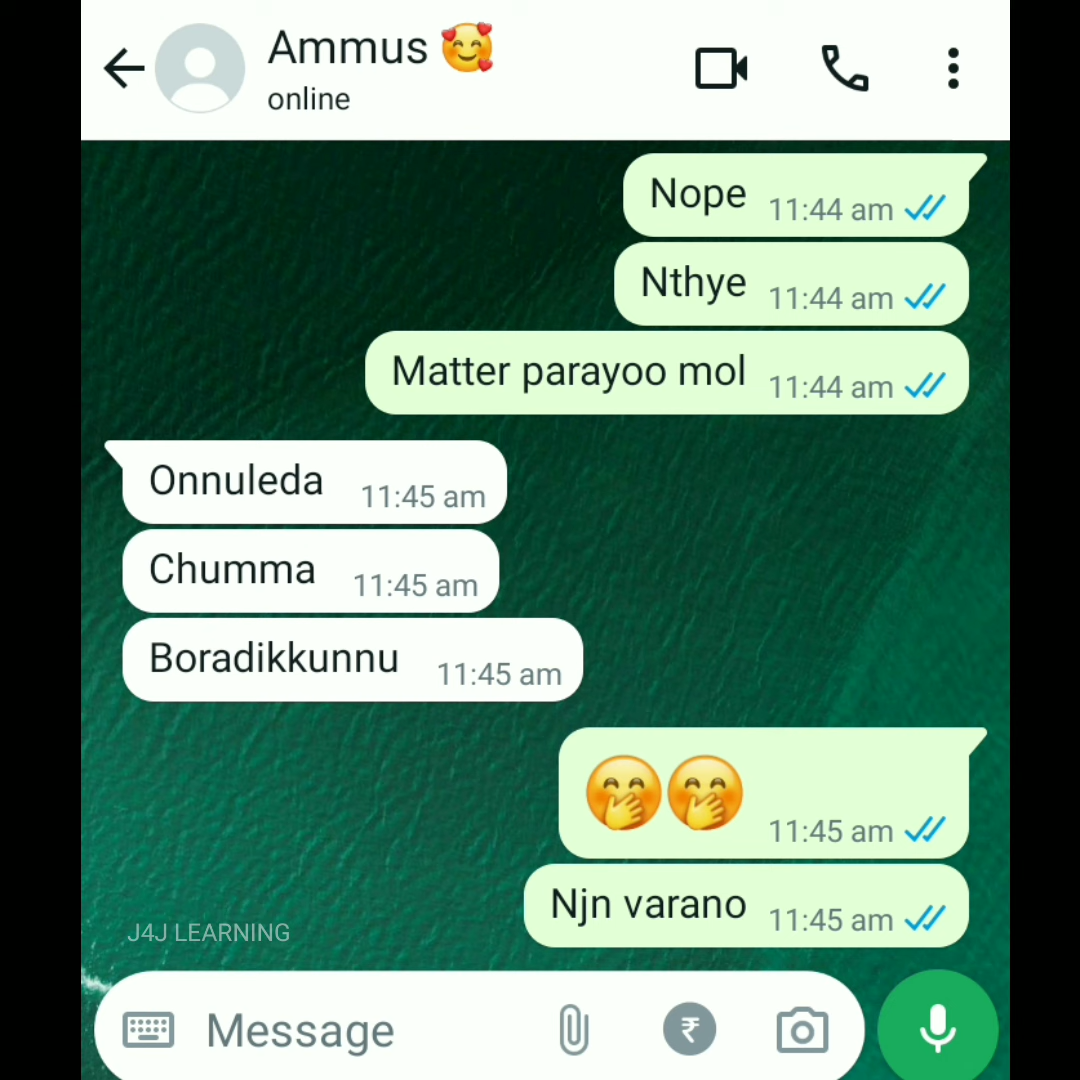 Ammus 🥰
online
Nope 11:44 am
Nthye 11:44 am
Matter parayoo mol 11:44 am
Onnuleda 11:45 am
Chumma 11:45 am
Boradikkunnu 11:45 am
🤭🤭 11:45 am
Njn varano 11:45 am
J4J LEARNING
Message ₹